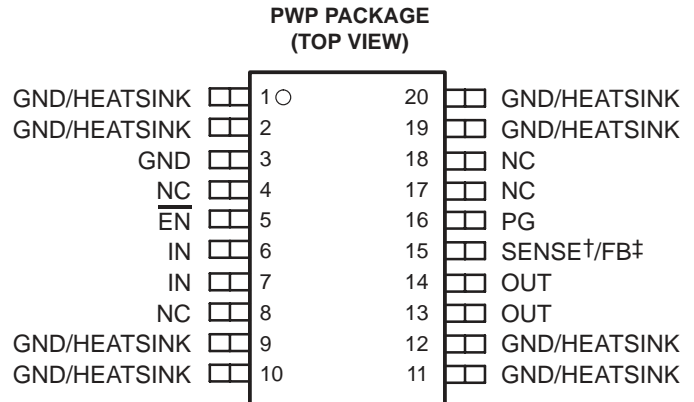 PWP PACKAGE
(TOP VIEW)
GND/HEATSINK 1 20 GND/HEATSINK
GND/HEATSINK 2 19 GND/HEATSINK
GND 3 18 NC
NC 4 17 NC
EN 5 16 PG
IN 6 15 SENSE†/FB‡
IN 7 14 OUT
NC 8 13 OUT
GND/HEATSINK 9 12 GND/HEATSINK
GND/HEATSINK 10 11 GND/HEATSINK